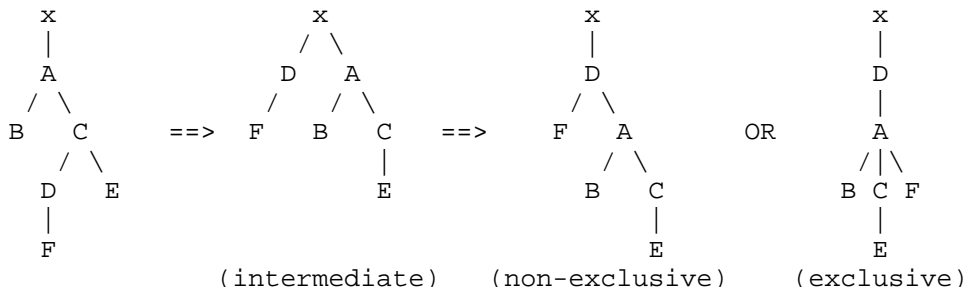 x                x               x                 x
|               / \              |                 |
A              D   A             D                 D
/ \           /   / \           / \                |
B   C   ==>   F   B   C   ==>   F   A      OR       A
/ \                 |             / \            /|\
D   E                E            B   C          B C F
|                                     |            |
F                                     E            E
(intermediate)   (non-exclusive)   (exclusive)